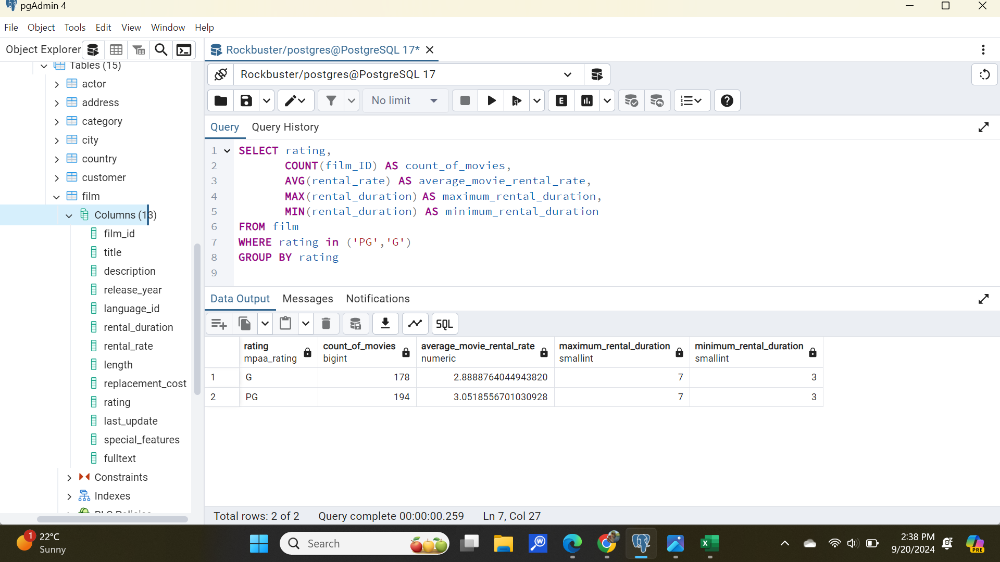 pgAdmin 4
File Object Tools Edit View Window Help
Object Explorer
Tables (15)
actor
address
category
city
country
customer
film
Columns (13)
film_id
title
description
release_year
language_id
rental_duration
rental_rate
length
replacement_cost
rating
last_update
special_features
fulltext
Constraints
Indexes
RLS Policies
Rockbuster/postgres@PostgreSQL 17*
Rockbuster/postgres@PostgreSQL 17
No limit
E
Query Query History
1 SELECT rating,
2 COUNT(film_ID) AS count_of_movies,
3 AVG(rental_rate) AS average_movie_rental_rate,
4 MAX(rental_duration) AS maximum_rental_duration,
5 MIN(rental_duration) AS minimum_rental_duration
6 FROM film
7 WHERE rating in ('PG','G')
8 GROUP BY rating
9
Data Output Messages Notifications
SQL
rating count_of_movies average_movie_rental_rate maximum_rental_duration minimum_rental_duration
mpaa_rating bigint numeric smallint smallint
1 G 178 2.8888764044943820 7 3
2 PG 194 3.0518556701030928 7 3
Total rows: 2 of 2 Query complete 00:00:00.259 Ln 7, Col 27
1 22°C
Sunny
Search
W
X
2:38 PM
9/20/2024
PRE